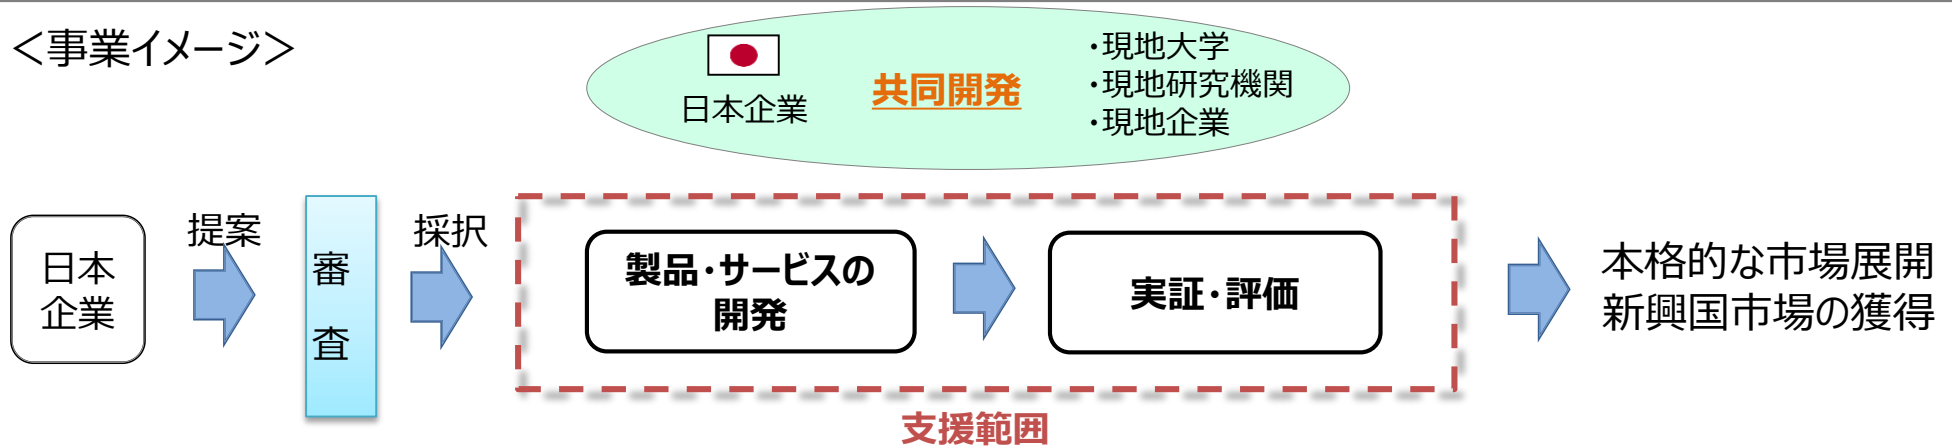 ＜事業イメージ＞
日本企業
共同開発
・現地大学
・現地研究機関
・現地企業
日本
企業
提案
審
査
採択
製品・サービスの
開発
実証・評価
本格的な市場展開
新興国市場の獲得
支援範囲